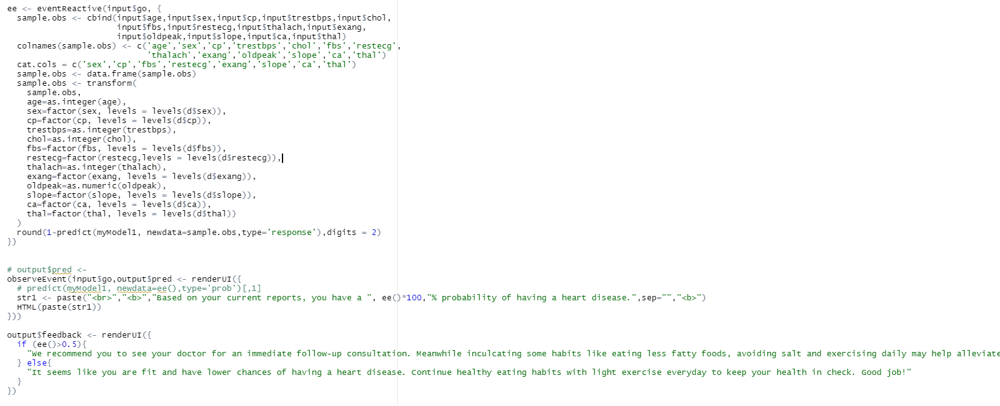 ee <- eventReactive(input$go, {
  sample.obs <- cbind(input$age,input$sex,input$cp,input$trestbps,input$chol,
                      input$fbs,input$restecg,input$thalach,input$exang,
                      input$oldpeak,input$slope,input$ca,input$thal)
  colnames(sample.obs) <- c('age','sex','cp','trestbps','chol','fbs','restecg',
                            'thalach','exang','oldpeak','slope','ca','thal')
  cat.cols = c('sex','cp','fbs','restecg','exang','slope','ca','thal')
  sample.obs <- data.frame(sample.obs)
  sample.obs <- transform(
    sample.obs,
    age=as.integer(age),
    sex=factor(sex, levels = levels(d$sex)),
    cp=factor(cp, levels = levels(d$cp)),
    trestbps=as.integer(trestbps),
    chol=as.integer(chol),
    fbs=factor(fbs, levels = levels(d$fbs)),
    restecg=factor(restecg,levels = levels(d$restecg)),
    thalach=as.integer(thalach),
    exang=factor(exang, levels = levels(d$exang)),
    oldpeak=as.numeric(oldpeak),
    slope=factor(slope, levels = levels(d$slope)),
    ca=factor(ca, levels = levels(d$ca)),
    thal=factor(thal, levels = levels(d$thal))
  )
  round(1-predict(myModel1, newdata=sample.obs,type='response'),digits = 2)
})
# output$pred <-
observeEvent(input$go,output$pred <- renderUI({
  # predict(myModel1, newdata=ee(),type='prob')[,1]
  str1 <- paste("<br>","<b>","Based on your current reports, you have a ", ee()*100,"% probability of having a heart disease.",sep="","<b>")
  HTML(paste(str1))
}))
output$feedback <- renderUI({
  if (ee()>0.5){
    "We recommend you to see your doctor for an immediate follow-up consultation. Meanwhile inculcating some habits like eating less fatty foods, avoiding salt and exercising daily may help alleviate
  } else{
    "It seems like you are fit and have lower chances of having a heart disease. Continue healthy eating habits with light exercise everyday to keep your health in check. Good job!"
  }
})